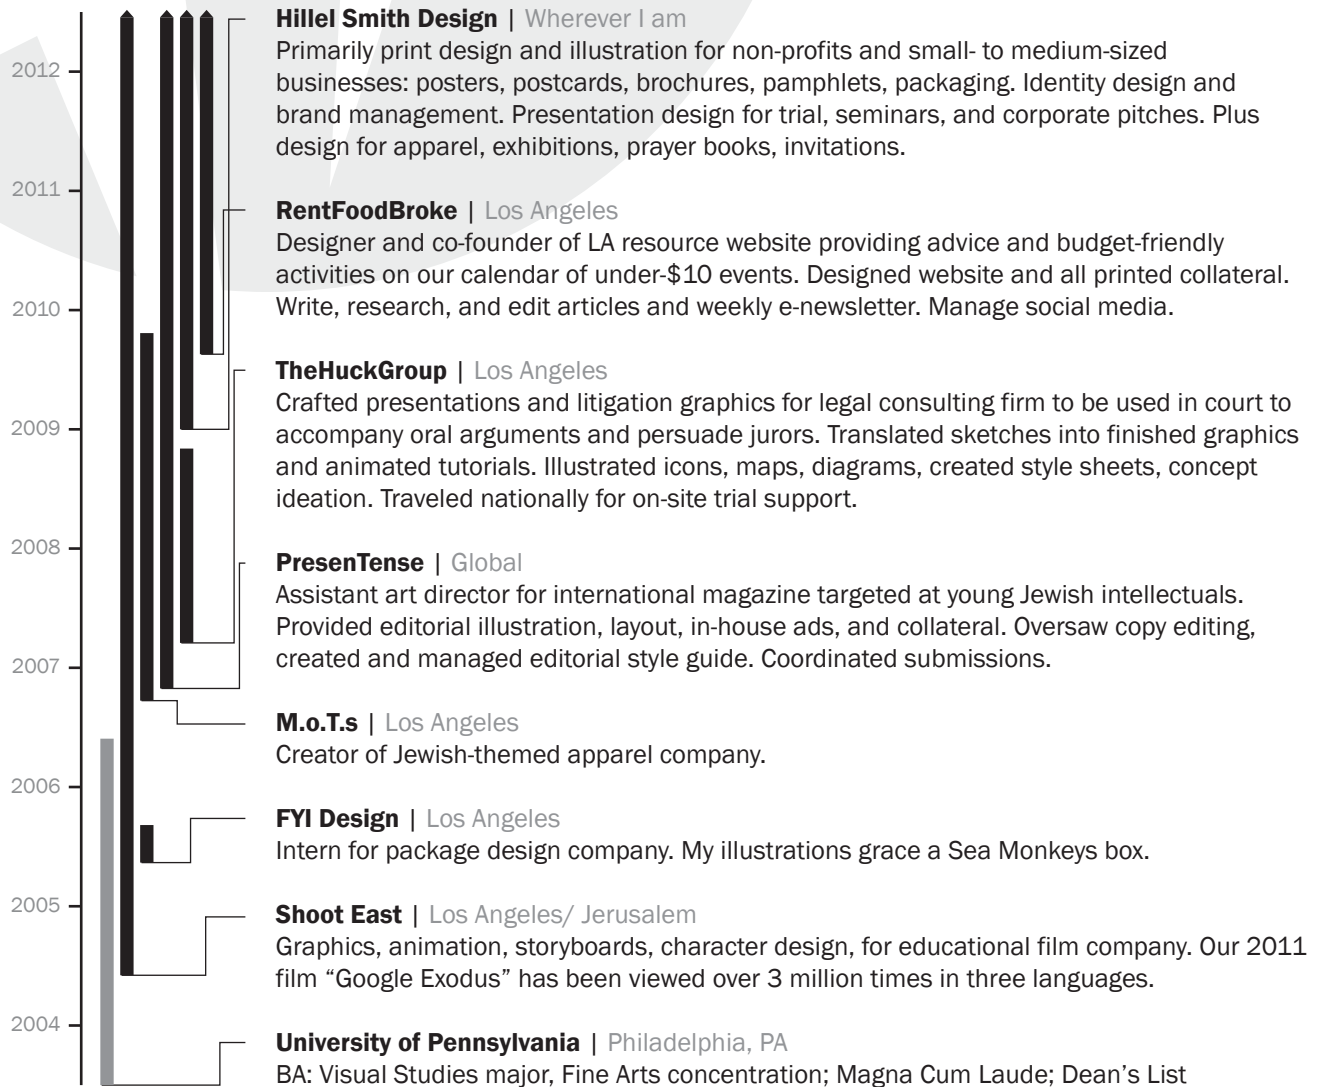 Hillel Smith Design | Wherever I am
Primarily print design and illustration for non-profits and small- to medium-sized
2012
businesses: posters, postcards, brochures, pamphlets, packaging. Identity design and
brand management. Presentation design for trial, seminars, and corporate pitches. Plus
design for apparel, exhibitions, prayer books, invitations.
2011
RentFoodBroke | Los Angeles
Designer and co-founder of LA resource website providing advice and budget-friendly
activities on our calendar of under-$10 events. Designed website and all printed collateral.
2010
Write, research, and edit articles and weekly e-newsletter. Manage social media.
TheHuckGroup | Los Angeles
Crafted presentations and litigation graphics for legal consulting firm to be used in court to
2009
accompany oral arguments and persuade jurors. Translated sketches into finished graphics
and animated tutorials. Illustrated icons, maps, diagrams, created style sheets, concept
ideation. Traveled nationally for on-site trial support.
2008
PresenTense | Global
Assistant art director for international magazine targeted at young Jewish intellectuals.
Provided editorial illustration, layout, in-house ads, and collateral. Oversaw copy editing,
created and managed editorial style guide. Coordinated submissions.
2007
M.o.T.s | Los Angeles
Creator of Jewish-themed apparel company.
2006
FYI Design | Los Angeles
Intern for package design company. My illustrations grace a Sea Monkeys box.
2005
Shoot East | Los Angeles/ Jerusalem
Graphics, animation, storyboards, character design, for educational film company. Our 2011
film “Google Exodus” has been viewed over 3 million times in three languages.
2004
University of Pennsylvania | Philadelphia, PA
BA: Visual Studies major, Fine Arts concentration; Magna Cum Laude; Dean’s List